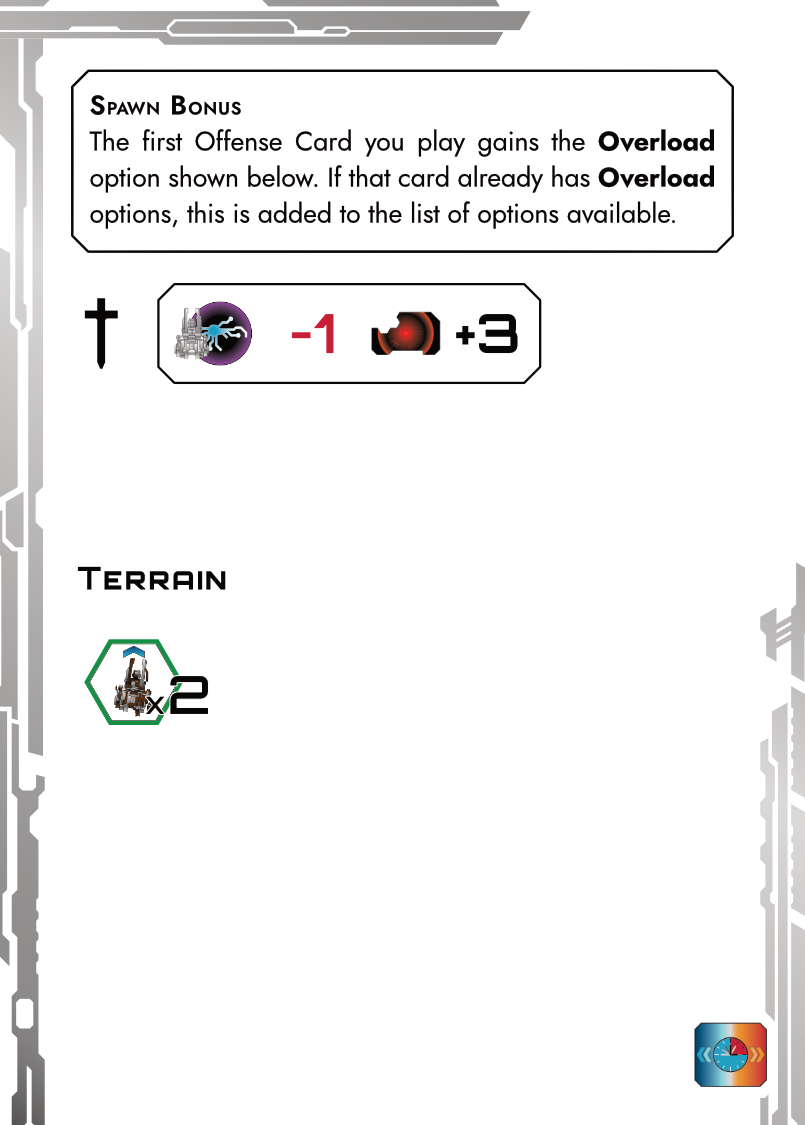 Spawn Bonus
The first Offense Card you play gains the Overload
option shown below. If that card already has Overload
options, this is added to the list of options available.
-1 +3
Terrain
x2